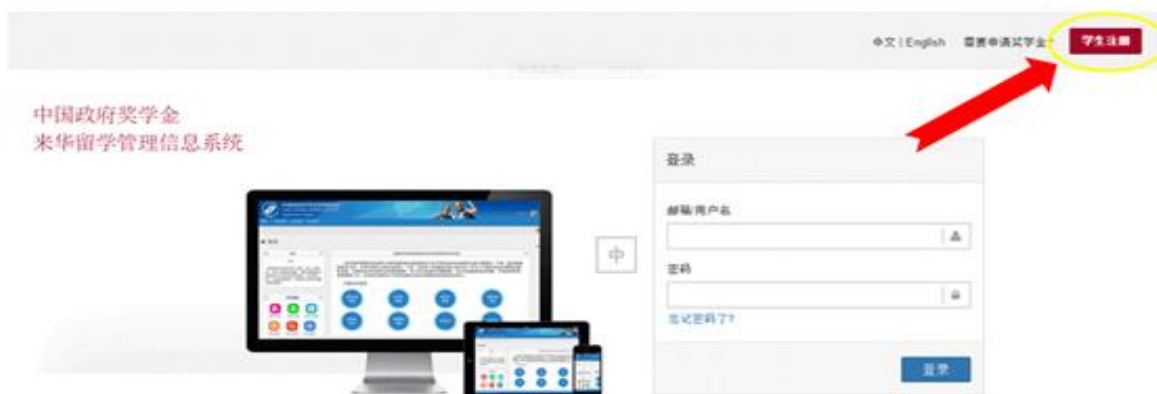 中文 | English 需要申请奖学金? 学生注册
中国政府奖学金
来华留学管理信息系统
登录
邮箱/用户名
中
密码
忘记密码了?
登录